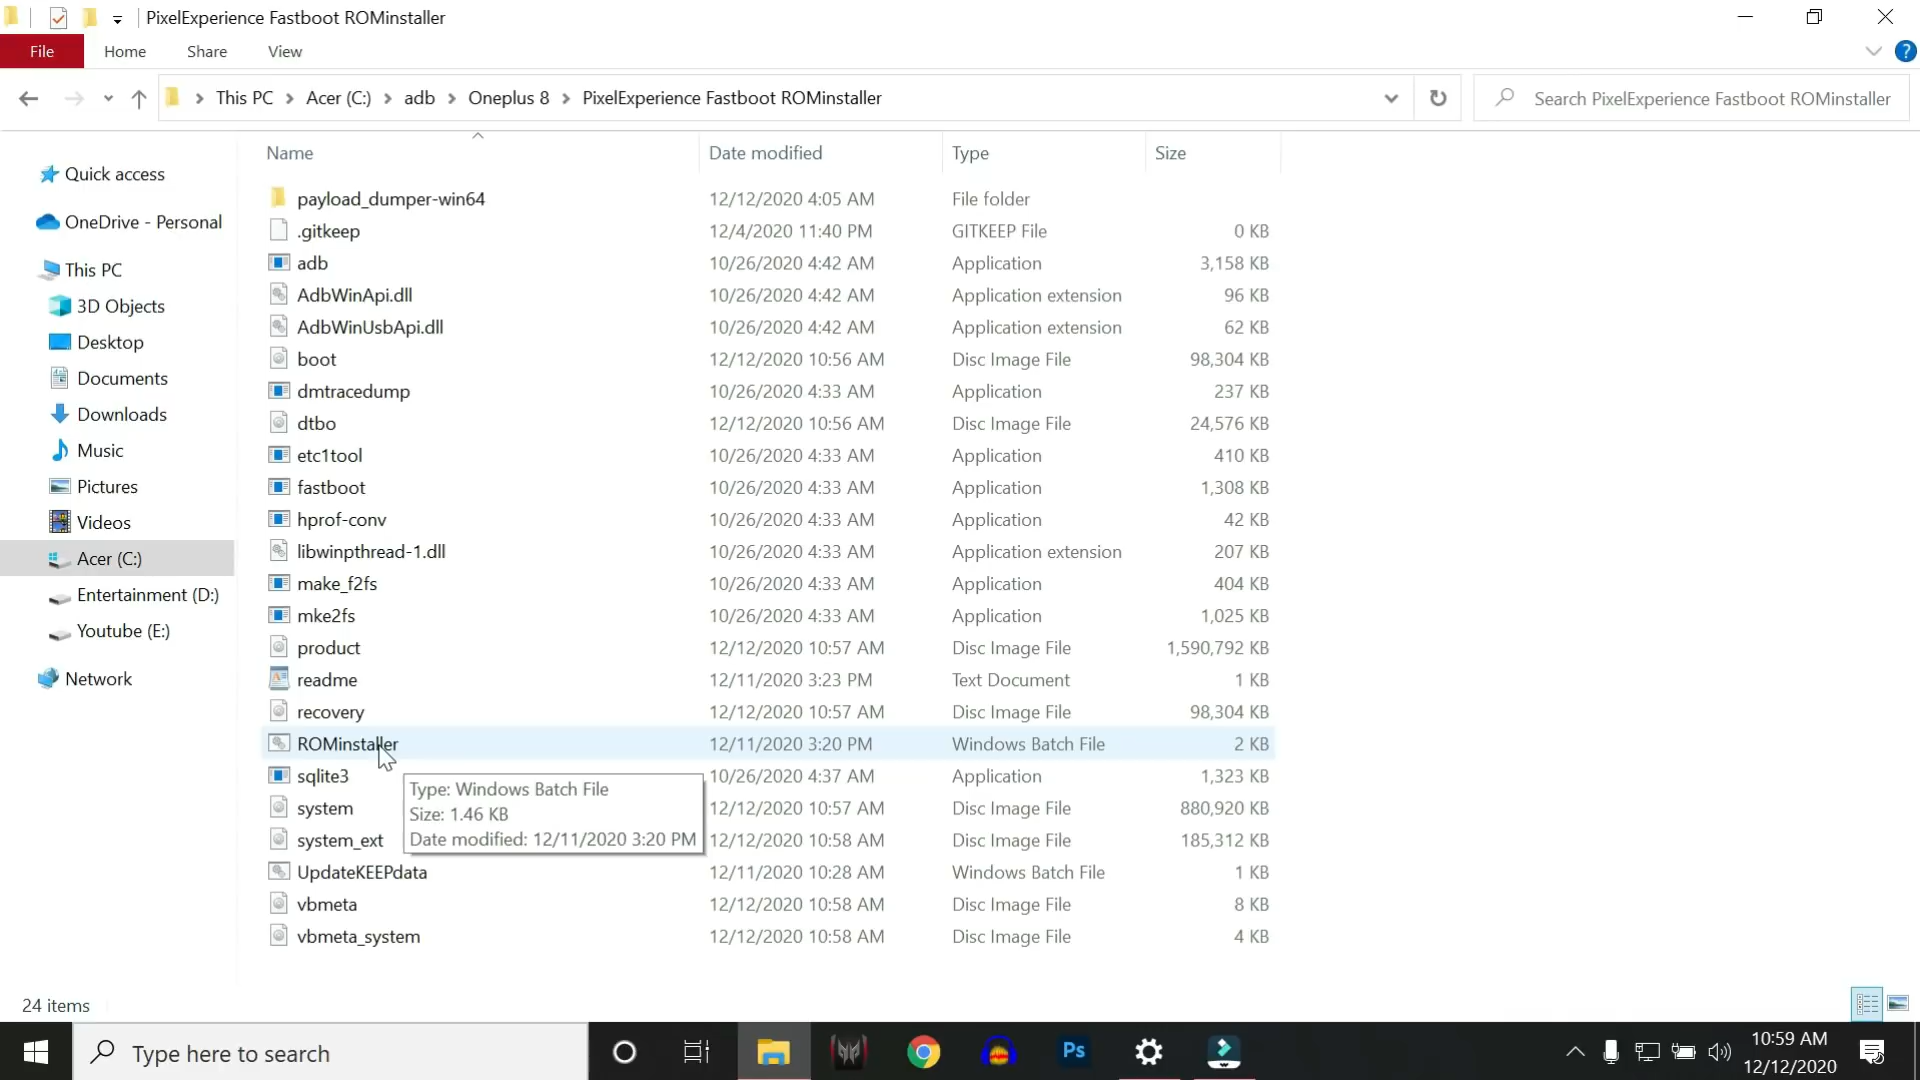 PixelExperience Fastboot ROMinstaller
File Home Share View
This PC Acer (C:) adb Oneplus 8 PixelExperience Fastboot ROMinstaller
Search PixelExperience Fastboot ROMinstaller
Name Date modified Type Size
Quick access
OneDrive - Personal
This PC
3D Objects
Desktop
Documents
Downloads
Music
Pictures
Videos
Acer (C:)
Entertainment (D:)
Youtube (E:)
Network
payload_dumper-win64 12/12/2020 4:05 AM File folder
.gitkeep 12/4/2020 11:40 PM GITKEEP File 0 KB
adb 10/26/2020 4:42 AM Application 3,158 KB
AdbWinApi.dll 10/26/2020 4:42 AM Application extension 96 KB
AdbWinUsbApi.dll 10/26/2020 4:42 AM Application extension 62 KB
boot 12/12/2020 10:56 AM Disc Image File 98,304 KB
dmtracedump 10/26/2020 4:33 AM Application 237 KB
dtbo 12/12/2020 10:56 AM Disc Image File 24,576 KB
etc1tool 10/26/2020 4:33 AM Application 410 KB
fastboot 10/26/2020 4:33 AM Application 1,308 KB
hprof-conv 10/26/2020 4:33 AM Application 42 KB
libwinpthread-1.dll 10/26/2020 4:33 AM Application extension 207 KB
make_f2fs 10/26/2020 4:33 AM Application 404 KB
mke2fs 10/26/2020 4:33 AM Application 1,025 KB
product 12/12/2020 10:57 AM Disc Image File 1,590,792 KB
readme 12/11/2020 3:23 PM Text Document 1 KB
recovery 12/12/2020 10:57 AM Disc Image File 98,304 KB
ROMinstaller 12/11/2020 3:20 PM Windows Batch File 2 KB
sqlite3 10/26/2020 4:37 AM Application 1,323 KB
system 12/12/2020 10:57 AM Disc Image File 880,920 KB
system_ext 12/12/2020 10:58 AM Disc Image File 185,312 KB
UpdateKEEPdata 12/11/2020 10:28 AM Windows Batch File 1 KB
vbmeta 12/12/2020 10:58 AM Disc Image File 8 KB
vbmeta_system 12/12/2020 10:58 AM Disc Image File 4 KB
Type: Windows Batch File
Size: 1.46 KB
Date modified: 12/11/2020 3:20 PM
24 items
Type here to search
Ps
10:59 AM
12/12/2020